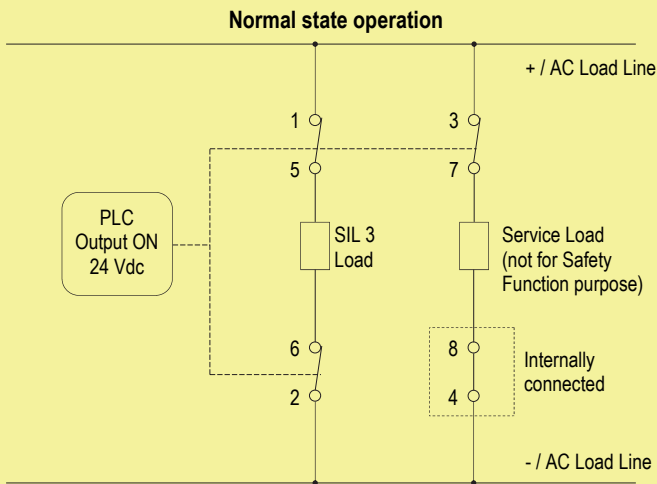 Normal state operation
+ / AC Load Line
1
3
5
7
PLC
Output ON
24 Vdc
SIL 3
Load
Service Load
(not for Safety
Function purpose)
6
8
Internally
connected
2
4
- / AC Load Line